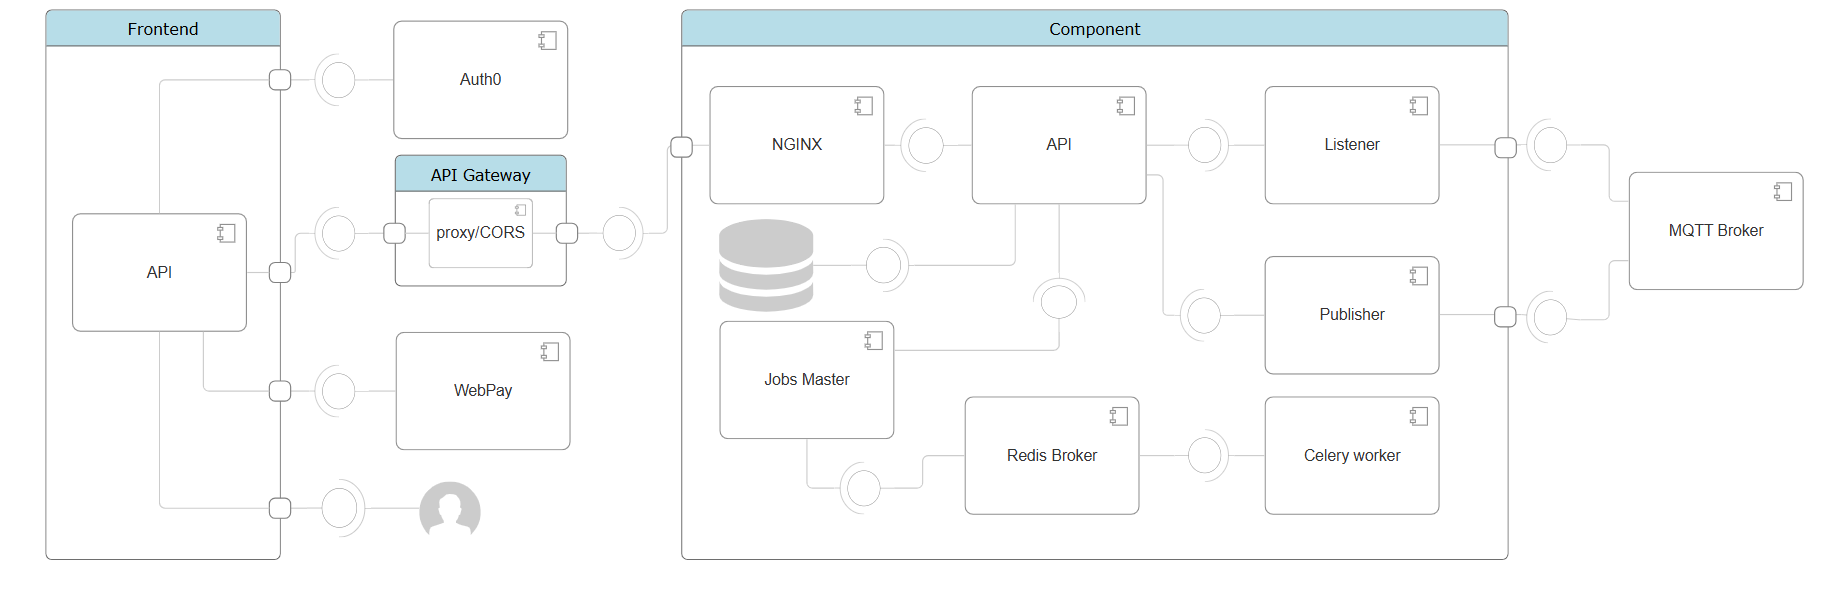 Frontend
API
Auth0
API Gateway
proxy/CORS
WebPay
Component
NGINX
API
Listener
Publisher
Jobs Master
Redis Broker
Celery worker
MQTT Broker